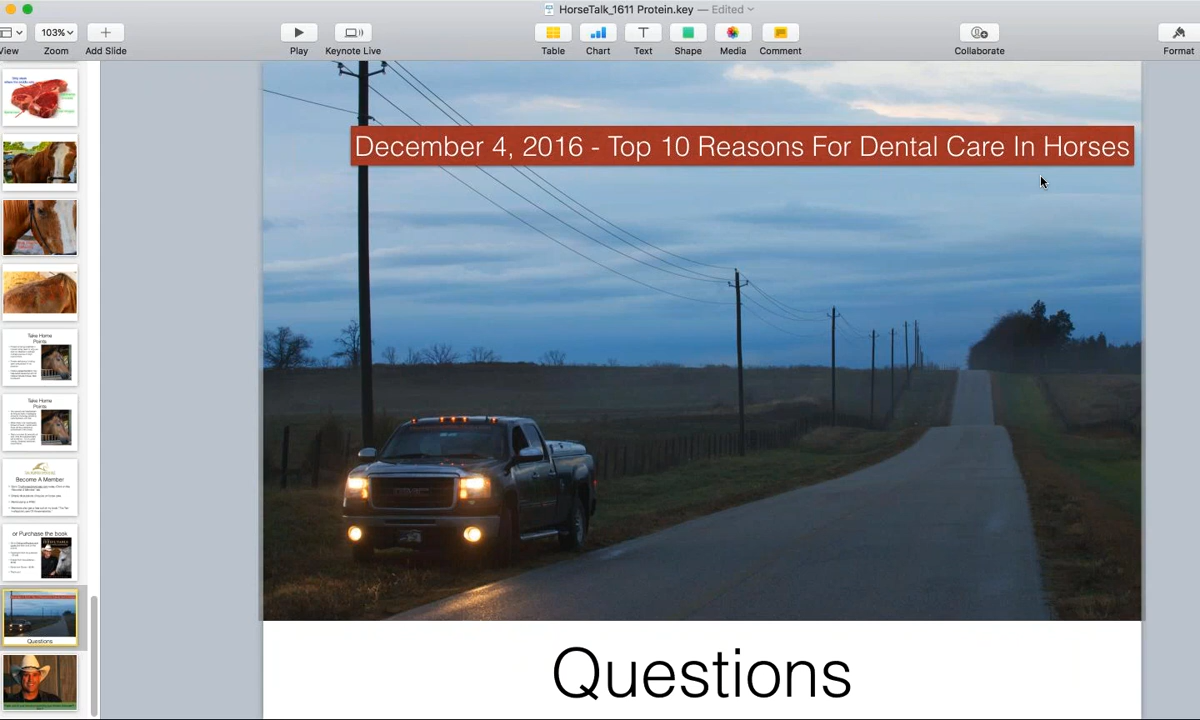 HorseTalk_1611 Protein.key — Edited
View
103%
Zoom
Add Slide
Play
Keynote Live
Table
Chart
Text
Shape
Media
Comment
Collaborate
Format
December 4, 2016 - Top 10 Reasons For Dental Care In Horses
GMC
Questions
Take Home
Points
Take Home
Points
Become A Member
or Purchase the book
Questions